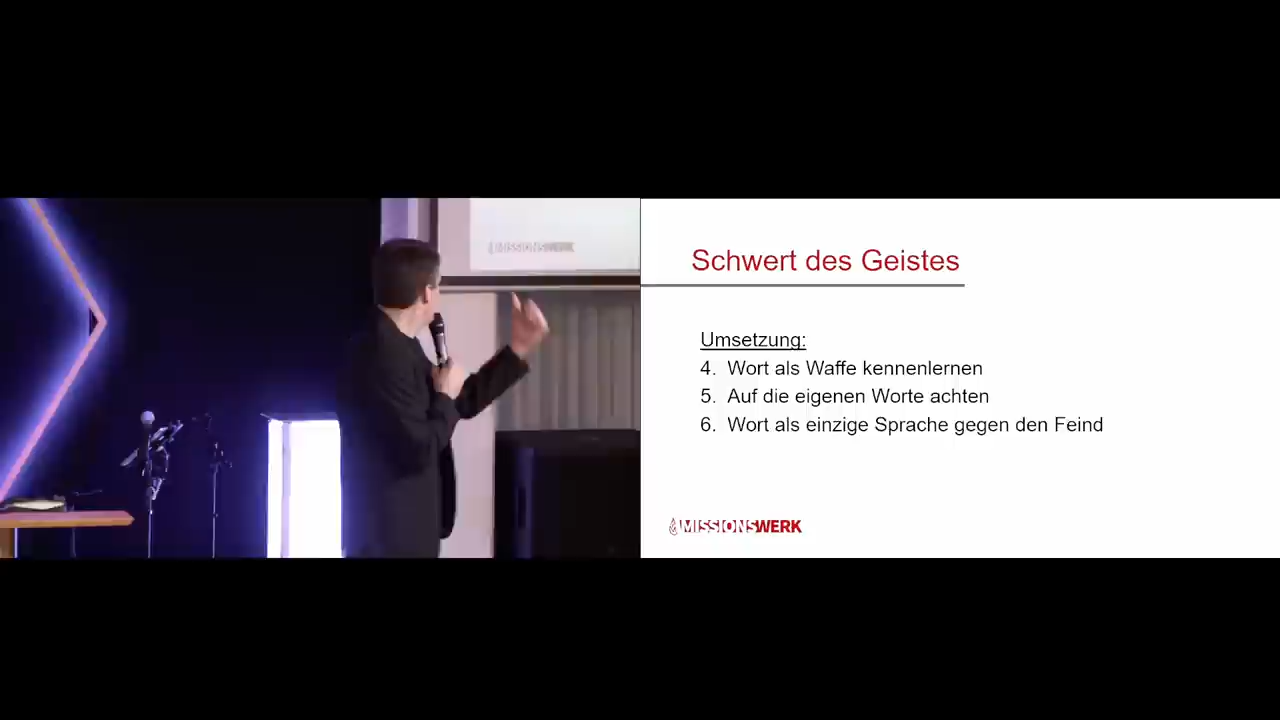 MISSIONSWERK
Schwert des Geistes
Umsetzung:
4. Wort als Waffe kennenlernen
5. Auf die eigenen Worte achten
6. Wort als einzige Sprache gegen den Feind
MISSIONSWERK